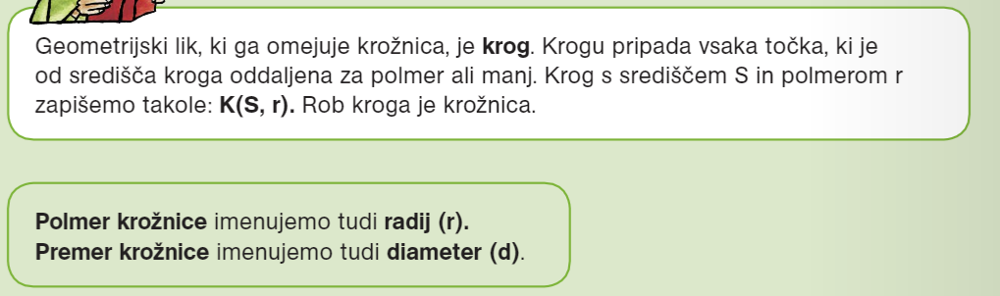 Geometrijski lik, ki ga omejuje krožnica, je krog. Krogu pripada vsaka točka, ki je
od središča kroga oddaljena za polmer ali manj. Krog s središčem S in polmerom r
zapišemo takole: K(S, r). Rob kroga je krožnica.
Polmer krožnice imenujemo tudi radij (r).
Premer krožnice imenujemo tudi diameter (d).